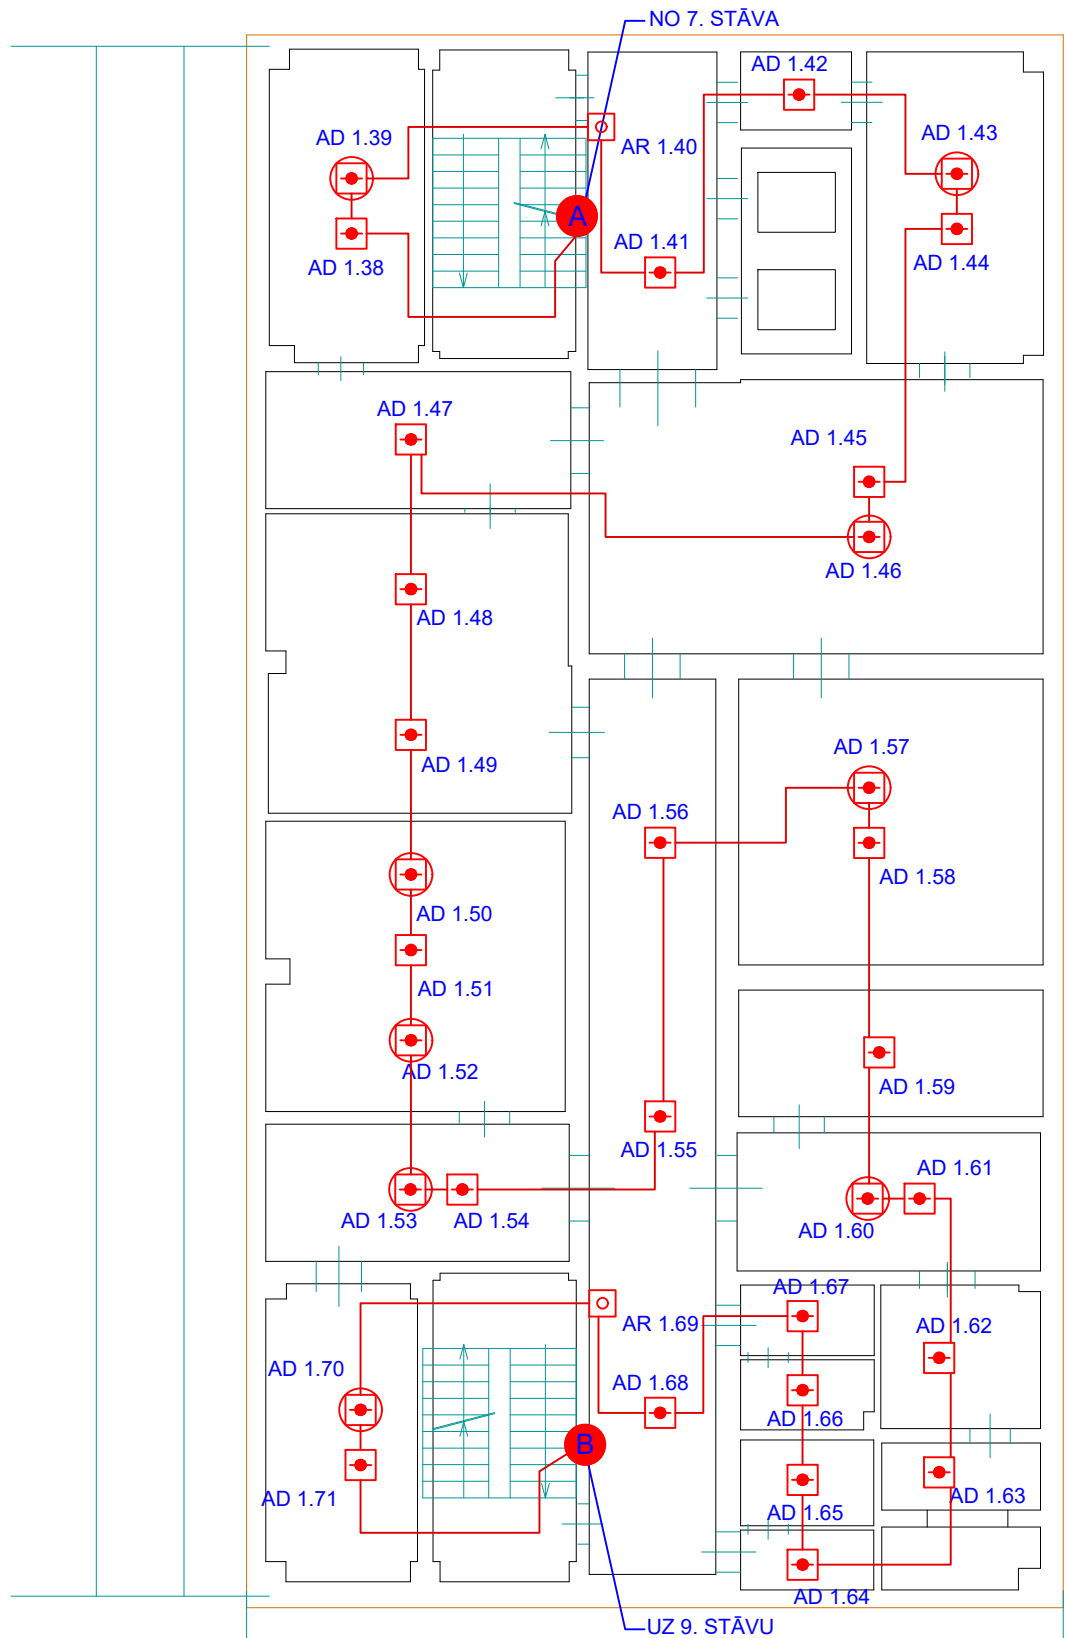 NO 7. STĀVA
AD 1.42
AD 1.39
AD 1.43
AR 1.40
A
AD 1.41
AD 1.38
AD 1.44
AD 1.47
AD 1.45
AD 1.46
AD 1.48
AD 1.57
AD 1.49
AD 1.56
AD 1.58
AD 1.50
AD 1.51
AD 1.52
AD 1.59
AD 1.55
AD 1.61
AD 1.53
AD 1.54
AD 1.60
AD 1.67
AR 1.69
AD 1.62
AD 1.70
AD 1.68
AD 1.66
B
AD 1.71
AD 1.63
AD 1.65
AD 1.64
UZ 9. STĀVU